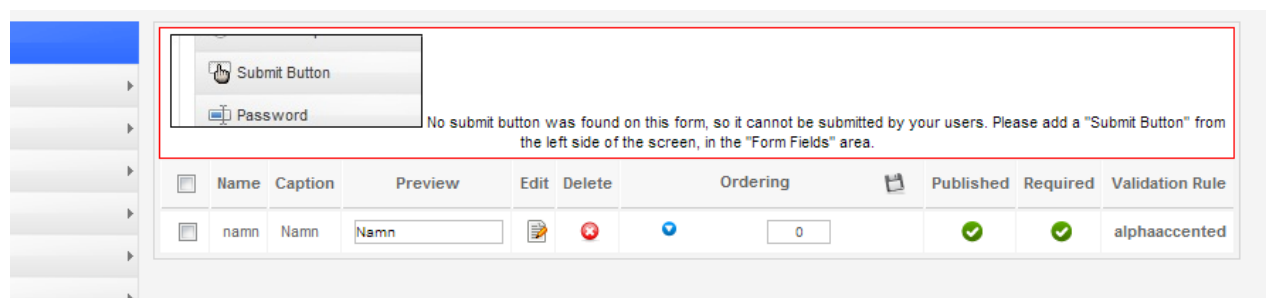 Submit Button
Password
No submit button was found on this form, so it cannot be submitted by your users. Please add a "Submit Button" from
the left side of the screen, in the "Form Fields" area.
Name Caption Preview Edit Delete Ordering Published Required Validation Rule
namn Namn Namn 0 alphaaccented